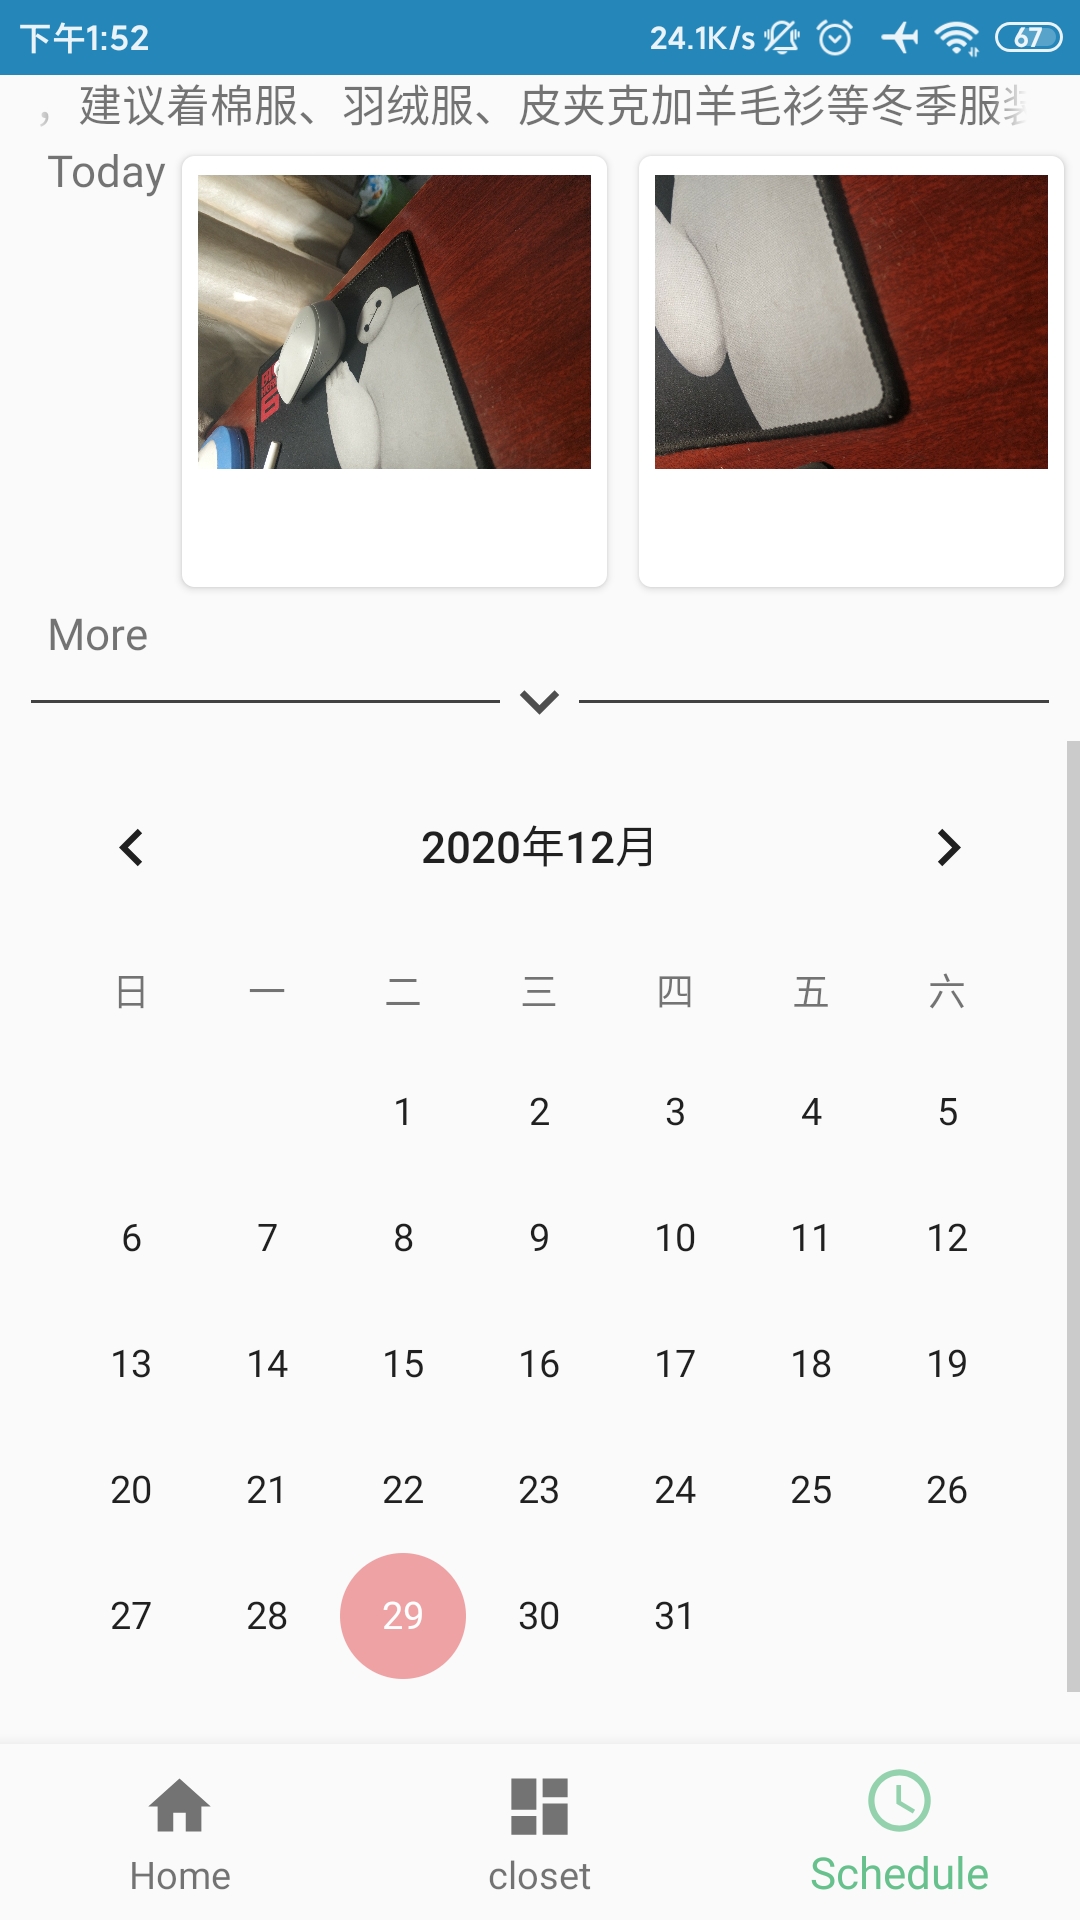 下午1:52 24.1K/s 67
，建议着棉服、羽绒服、皮夹克加羊毛衫等冬季服装
Today
More
2020年12月
日 一 二 三 四 五 六
1 2 3 4 5
6 7 8 9 10 11 12
13 14 15 16 17 18 19
20 21 22 23 24 25 26
27 28 29 30 31
Home closet Schedule